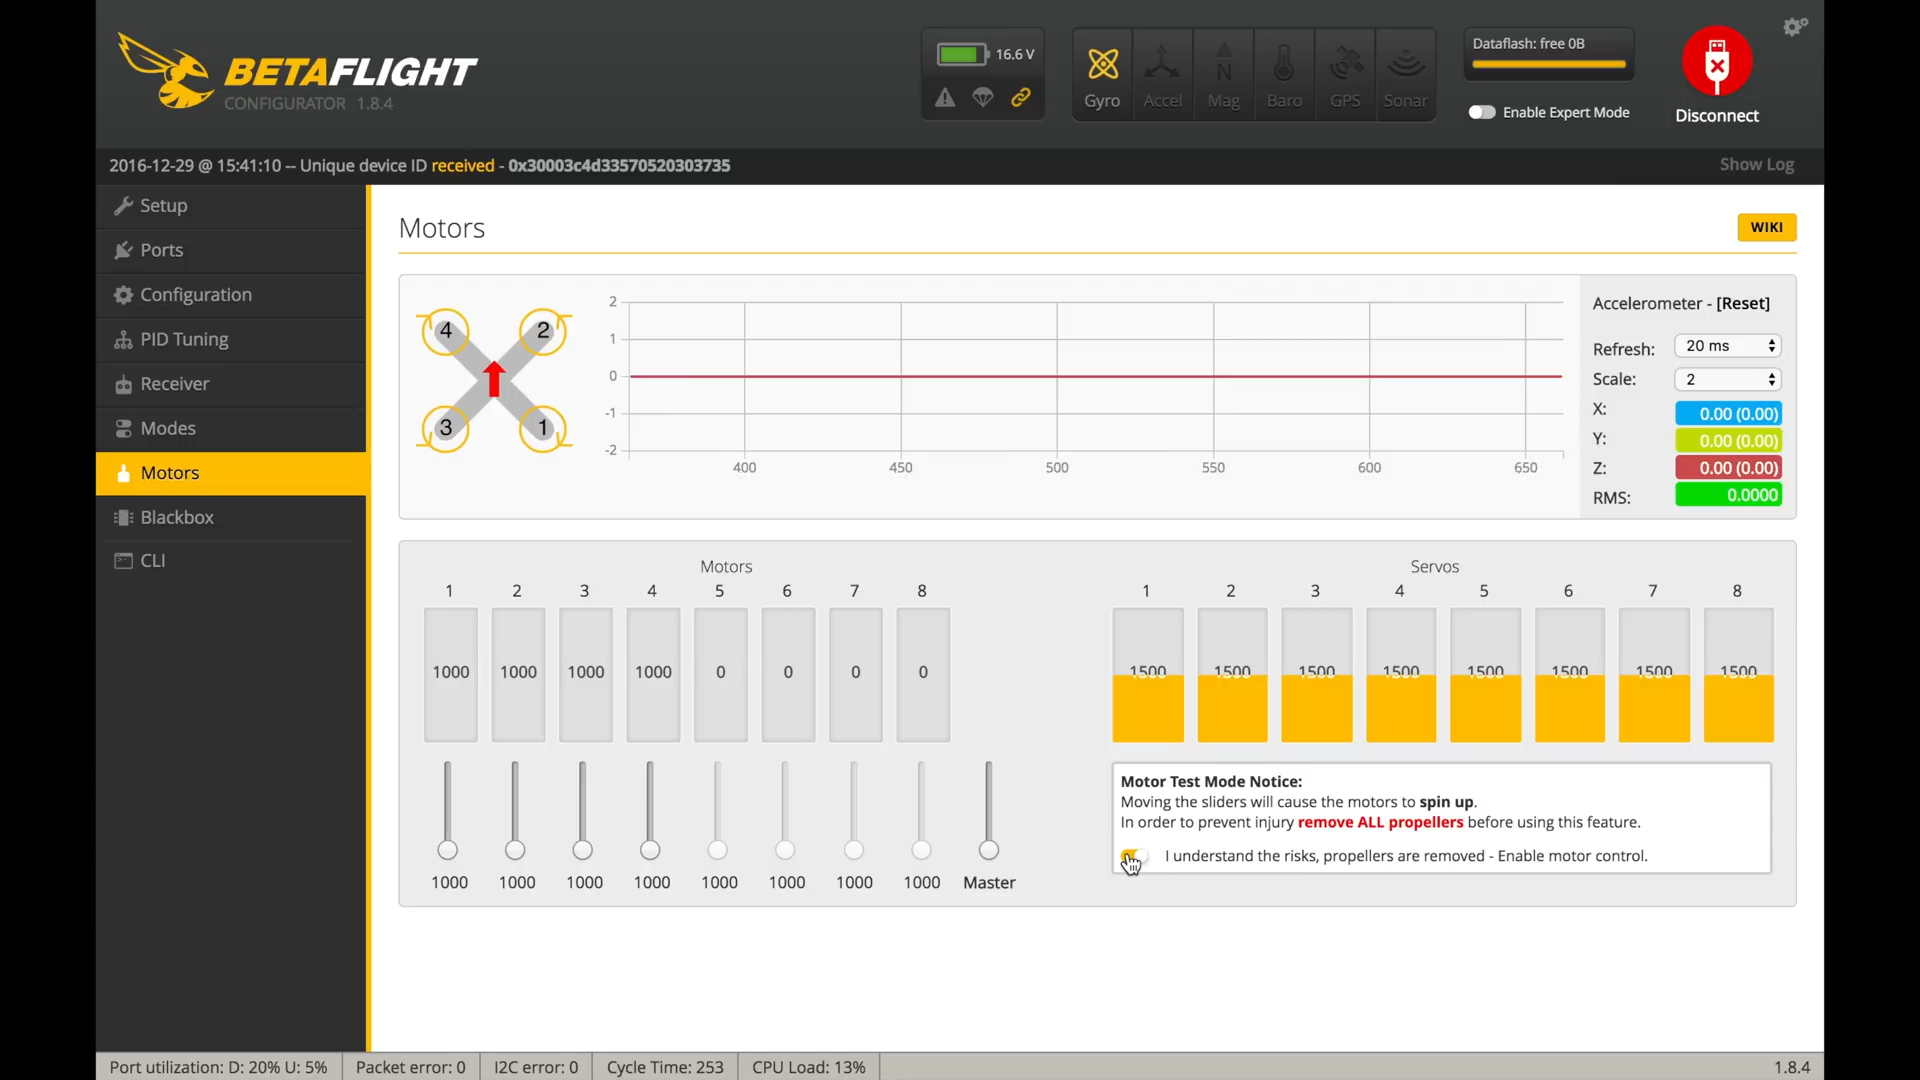 BETAFLIGHT
CONFIGURATOR 1.8.4
16.6 V
Gyro Accel Mag Baro GPS Sonar
N
Dataflash: free 0B
Enable Expert Mode
Disconnect
2016-12-29 @ 15:41:10 -- Unique device ID received - 0x30003c4d33570520303735
Show Log
Setup
Ports
Configuration
PID Tuning
Receiver
Modes
Motors
Blackbox
CLI
Motors
WIKI
4 2
3 1
2
1
0
-1
-2
400 450 500 550 600 650
Accelerometer - [Reset]
Refresh: 20 ms
Scale: 2
X: 0.00 (0.00)
Y: 0.00 (0.00)
Z: 0.00 (0.00)
RMS: 0.0000
Motors
1 2 3 4 5 6 7 8
1000 1000 1000 1000 0 0 0 0
1000 1000 1000 1000 1000 1000 1000 1000 Master
Servos
1 2 3 4 5 6 7 8
1500 1500 1500 1500 1500 1500 1500 1500
Motor Test Mode Notice:
Moving the sliders will cause the motors to spin up.
In order to prevent injury remove ALL propellers before using this feature.
I understand the risks, propellers are removed - Enable motor control.
Port utilization: D: 20% U: 5% Packet error: 0 I2C error: 0 Cycle Time: 253 CPU Load: 13% 1.8.4